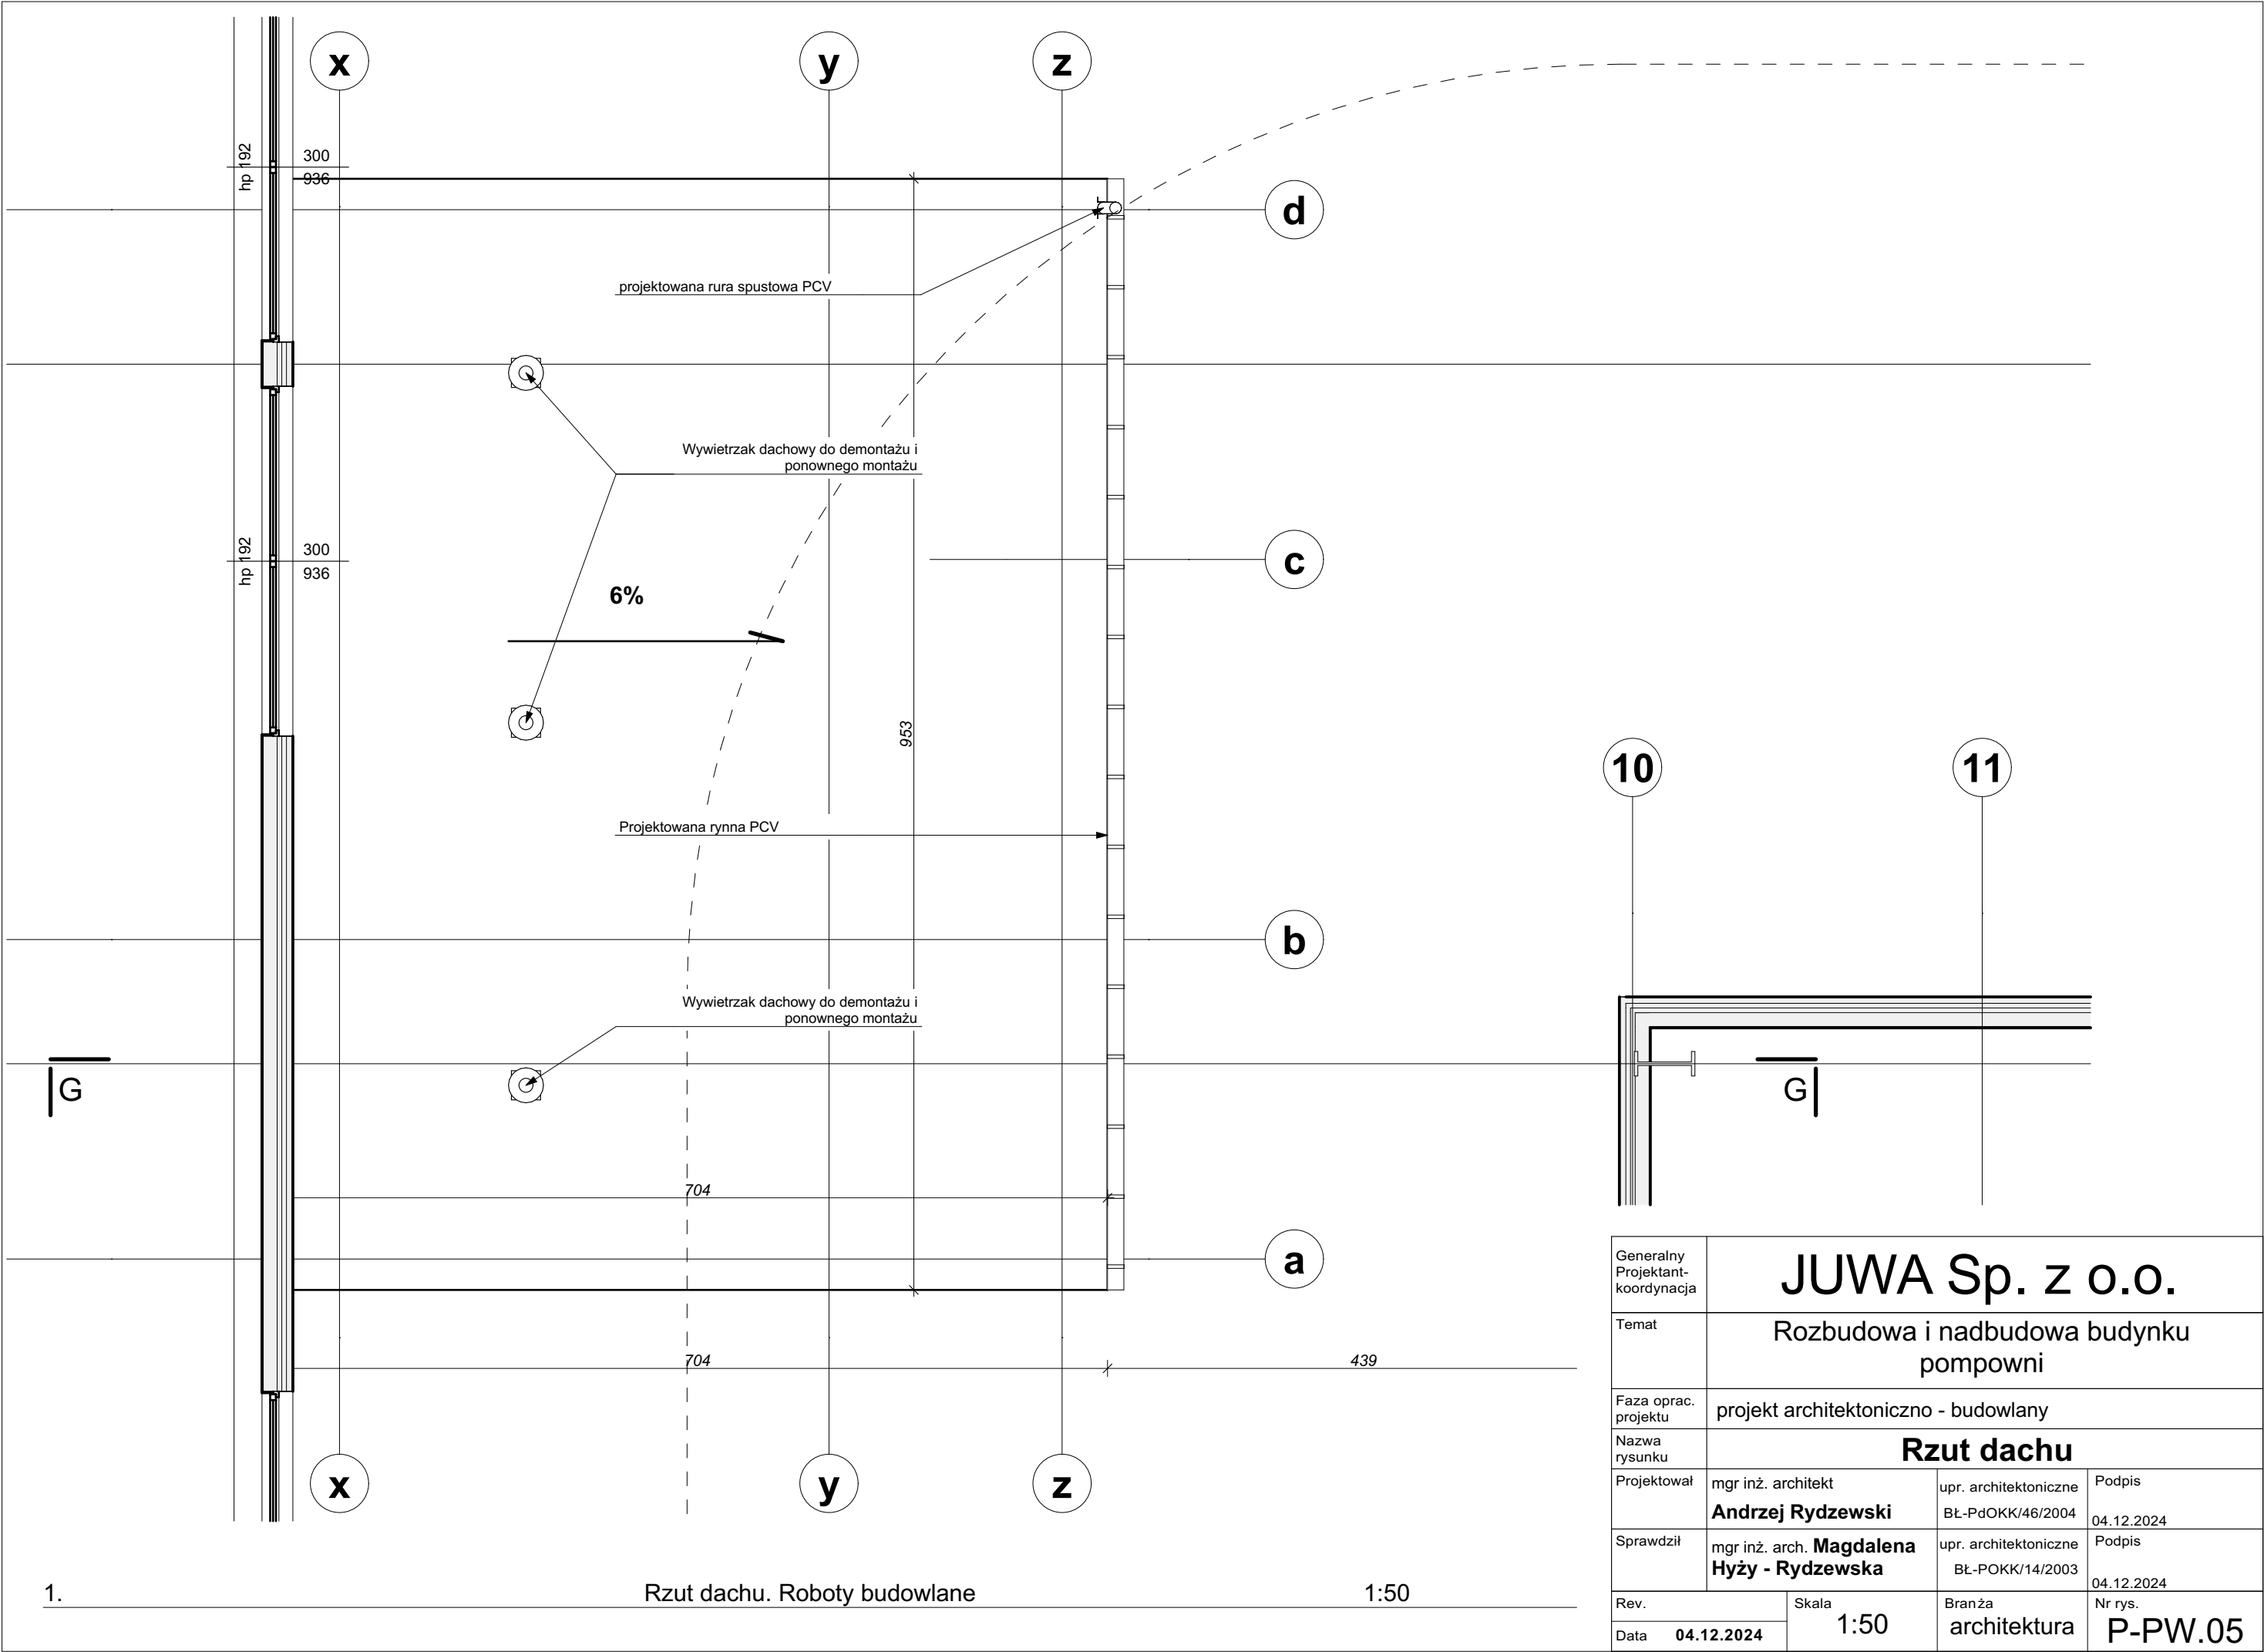 x
y
z
hp 192
300
936
d
projektowana rura spustowa PCV
Wywietrzak dachowy do demontażu i
ponownego montażu
hp 192
300
936
c
6%
953
10
11
Projektowana rynna PCV
b
Wywietrzak dachowy do demontażu i
ponownego montażu
G
G
704
a
704
439
x
y
z
1.
Rzut dachu. Roboty budowlane
1:50
Generalny
Projektant-
koordynacja
JUWA Sp. z o.o.
Temat
Rozbudowa i nadbudowa budynku
pompowni
Faza oprac.
projektu
projekt architektoniczno - budowlany
Nazwa
rysunku
Rzut dachu
Projektował
mgr inż. architekt
Andrzej Rydzewski
upr. architektoniczne
BŁ-PdOKK/46/2004
Podpis
04.12.2024
Sprawdził
mgr inż. arch. Magdalena
Hyży - Rydzewska
upr. architektoniczne
BŁ-POKK/14/2003
Podpis
04.12.2024
Rev.
Data 04.12.2024
Skala
1:50
Branża
architektura
Nr rys.
P-PW.05